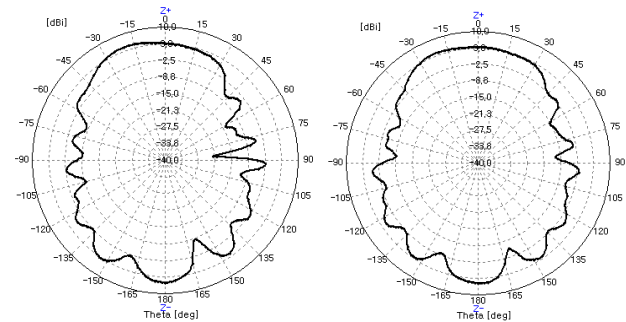 Z+
[dBi] -15 0 15
10,0
-30 30
-45 3,8 45
-60 -2,5 60
-8,8
-75 -15,0 75
-21,3
-27,5
-33,8
-90 -40,0 90
-105 105
-120 120
-135 135
-150 150
-165 180 165
Z-
Theta [deg]
Z+
[dBi] -15 0 15
10,0
-30 30
-45 3,8 45
-60 -2,5 60
-8,8
-75 -15,0 75
-21,3
-27,5
-33,8
-90 -40,0 90
-105 105
-120 120
-135 135
-150 150
-165 180 165
Z-
Theta [deg]